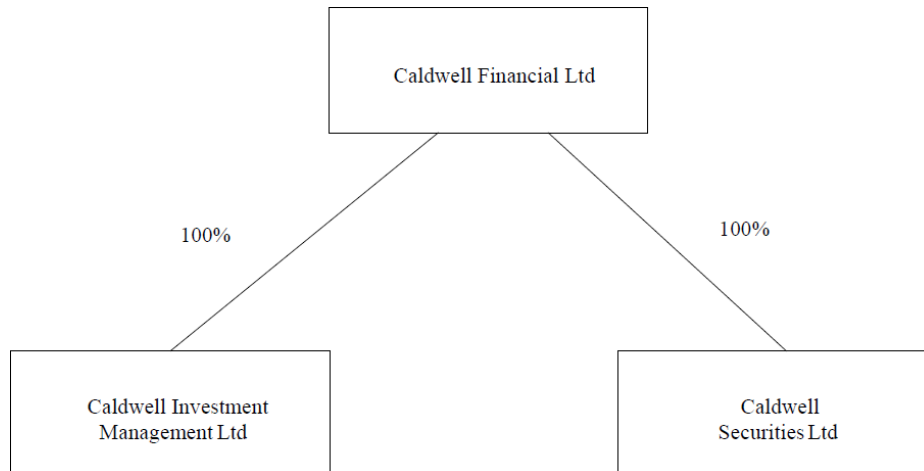 Caldwell Financial Ltd
100%
100%
Caldwell Investment
Management Ltd
Caldwell
Securities Ltd